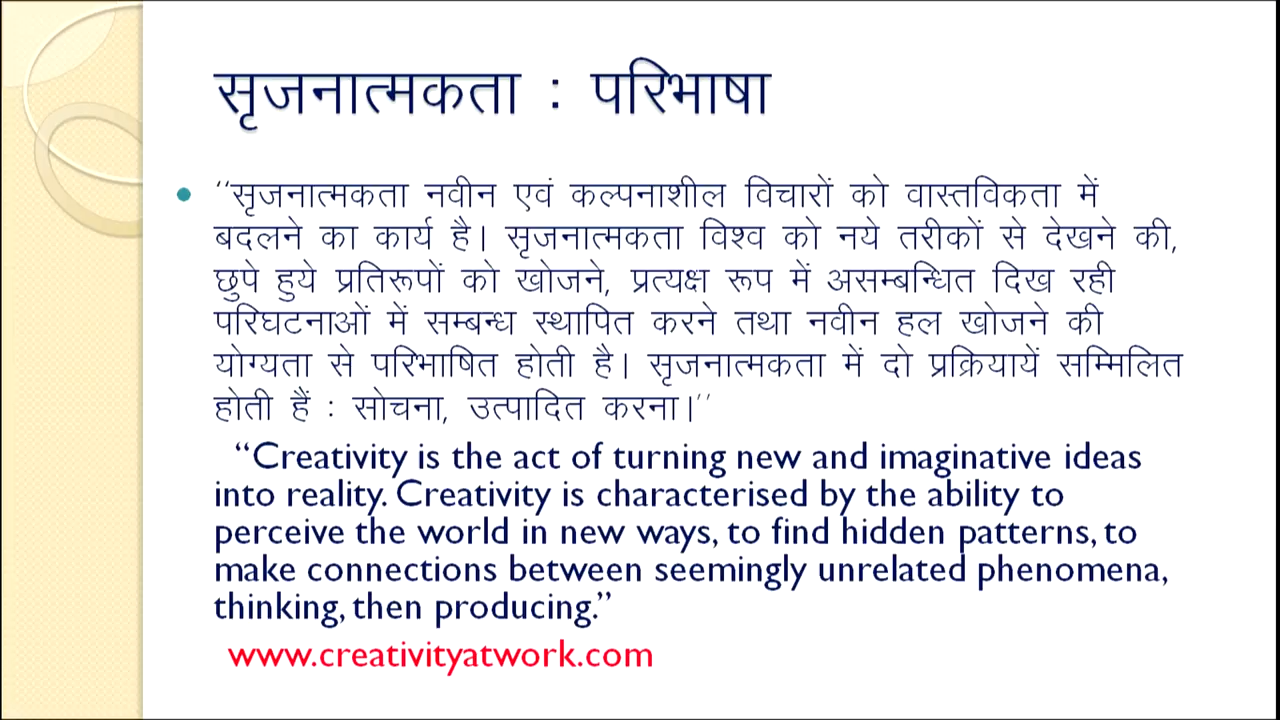 सृजनात्मकता : परिभाषा
‘‘सृजनात्मकता नवीन एवं कल्पनाशील विचारों को वास्तविकता में
बदलने का कार्य है। सृजनात्मकता विश्व को नये तरीकों से देखने की,
छुपे हुये प्रतिरूपों को खोजने, प्रत्यक्ष रूप में असम्बन्धित दिख रही
परिघटनाओं में सम्बन्ध स्थापित करने तथा नवीन हल खोजने की
योग्यता से परिभाषित होती है। सृजनात्मकता में दो प्रक्रियायें सम्मिलित
होती हैं : सोचना, उत्पादित करना।’’
“Creativity is the act of turning new and imaginative ideas
into reality. Creativity is characterised by the ability to
perceive the world in new ways, to find hidden patterns, to
make connections between seemingly unrelated phenomena,
thinking, then producing.”
www.creativityatwork.com